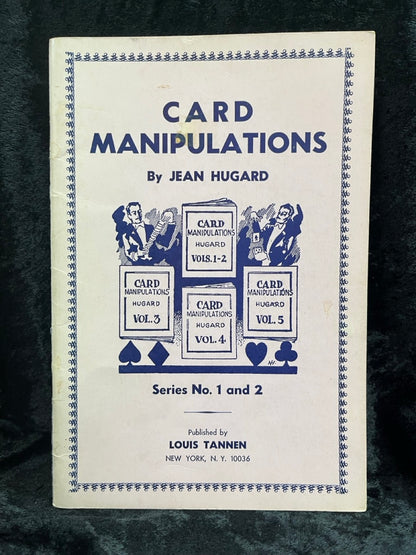 CARD
MANIPULATIONS
By JEAN HUGARD
CARD
MANIPULATIONS
HUGARD
VOLS. 1-2
CARD
MANIPULATIONS
HUGARD
VOL. 3
CARD
MANIPULATIONS
HUGARD
VOL. 4
CARD
MANIPULATIONS
HUGARD
VOL. 5
Series No. 1 and 2
Published by
LOUIS TANNEN
NEW YORK, N. Y. 10036